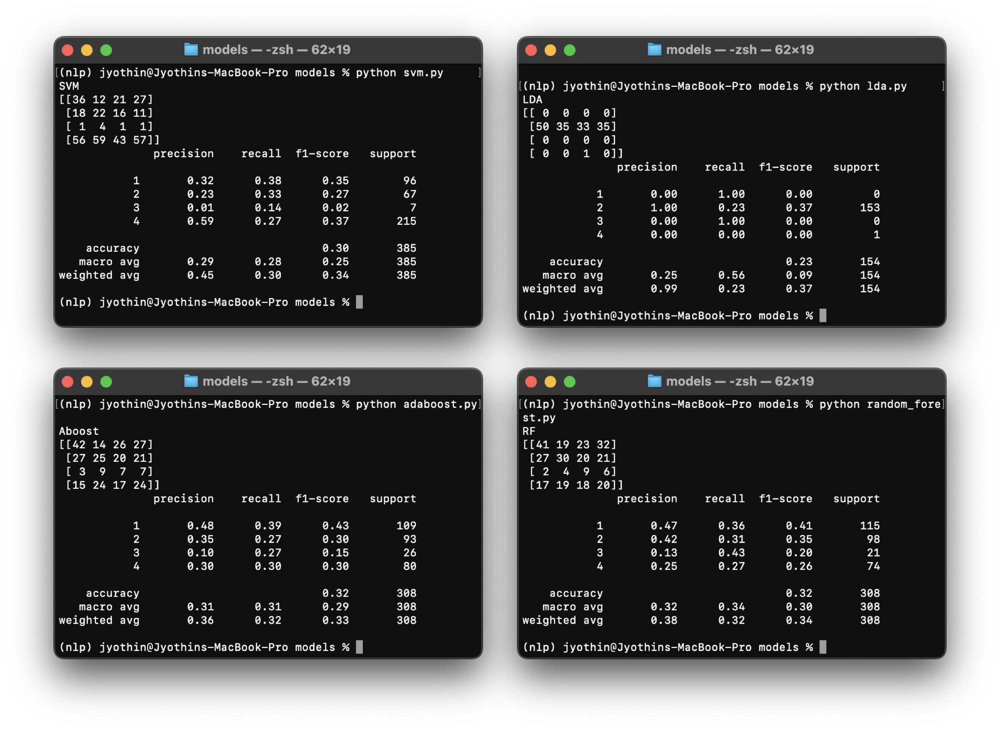 models — -zsh — 62×19
[(nlp) jyothin@Jyothins-MacBook-Pro models % python svm.py ]
SVM
[[36 12 21 27]
 [18 22 16 11]
 [ 1  4  1  1]
 [56 59 43 57]]
              precision    recall  f1-score   support

           1       0.32      0.38      0.35        96
           2       0.23      0.33      0.27        67
           3       0.01      0.14      0.02         7
           4       0.59      0.27      0.37       215

    accuracy                           0.30       385
   macro avg       0.29      0.28      0.25       385
weighted avg       0.45      0.30      0.34       385

(nlp) jyothin@Jyothins-MacBook-Pro models %
models — -zsh — 62×19
[(nlp) jyothin@Jyothins-MacBook-Pro models % python lda.py ]
LDA
[[ 0  0  0  0]
 [50 35 33 35]
 [ 0  0  0  0]
 [ 0  0  1  0]]
              precision    recall  f1-score   support

           1       0.00      1.00      0.00         0
           2       1.00      0.23      0.37       153
           3       0.00      1.00      0.00         0
           4       0.00      0.00      0.00         1

    accuracy                           0.23       154
   macro avg       0.25      0.56      0.09       154
weighted avg       0.99      0.23      0.37       154

(nlp) jyothin@Jyothins-MacBook-Pro models %
models — -zsh — 62×19
[(nlp) jyothin@Jyothins-MacBook-Pro models % python adaboost.py]

Aboost
[[42 14 26 27]
 [27 25 20 21]
 [ 3  9  7  7]
 [15 24 17 24]]
              precision    recall  f1-score   support

           1       0.48      0.39      0.43       109
           2       0.35      0.27      0.30        93
           3       0.10      0.27      0.15        26
           4       0.30      0.30      0.30        80

    accuracy                           0.32       308
   macro avg       0.31      0.31      0.29       308
weighted avg       0.36      0.32      0.33       308

(nlp) jyothin@Jyothins-MacBook-Pro models %
models — -zsh — 62×19
[(nlp) jyothin@Jyothins-MacBook-Pro models % python random_fore]
st.py
RF
[[41 19 23 32]
 [27 30 20 21]
 [ 2  4  9  6]
 [17 19 18 20]]
              precision    recall  f1-score   support

           1       0.47      0.36      0.41       115
           2       0.42      0.31      0.35        98
           3       0.13      0.43      0.20        21
           4       0.25      0.27      0.26        74

    accuracy                           0.32       308
   macro avg       0.32      0.34      0.30       308
weighted avg       0.38      0.32      0.34       308

(nlp) jyothin@Jyothins-MacBook-Pro models %